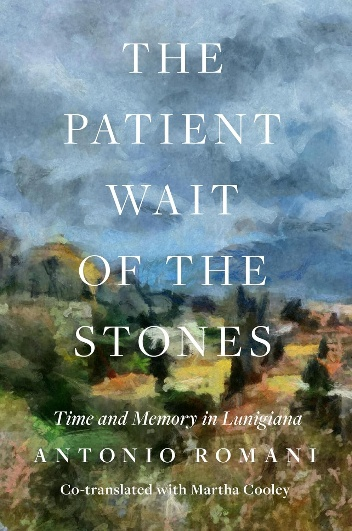 THE
PATIENT
WAIT
OF THE
STONES
Time and Memory in Lunigiana
ANTONIO ROMANI
Co-translated with Martha Cooley